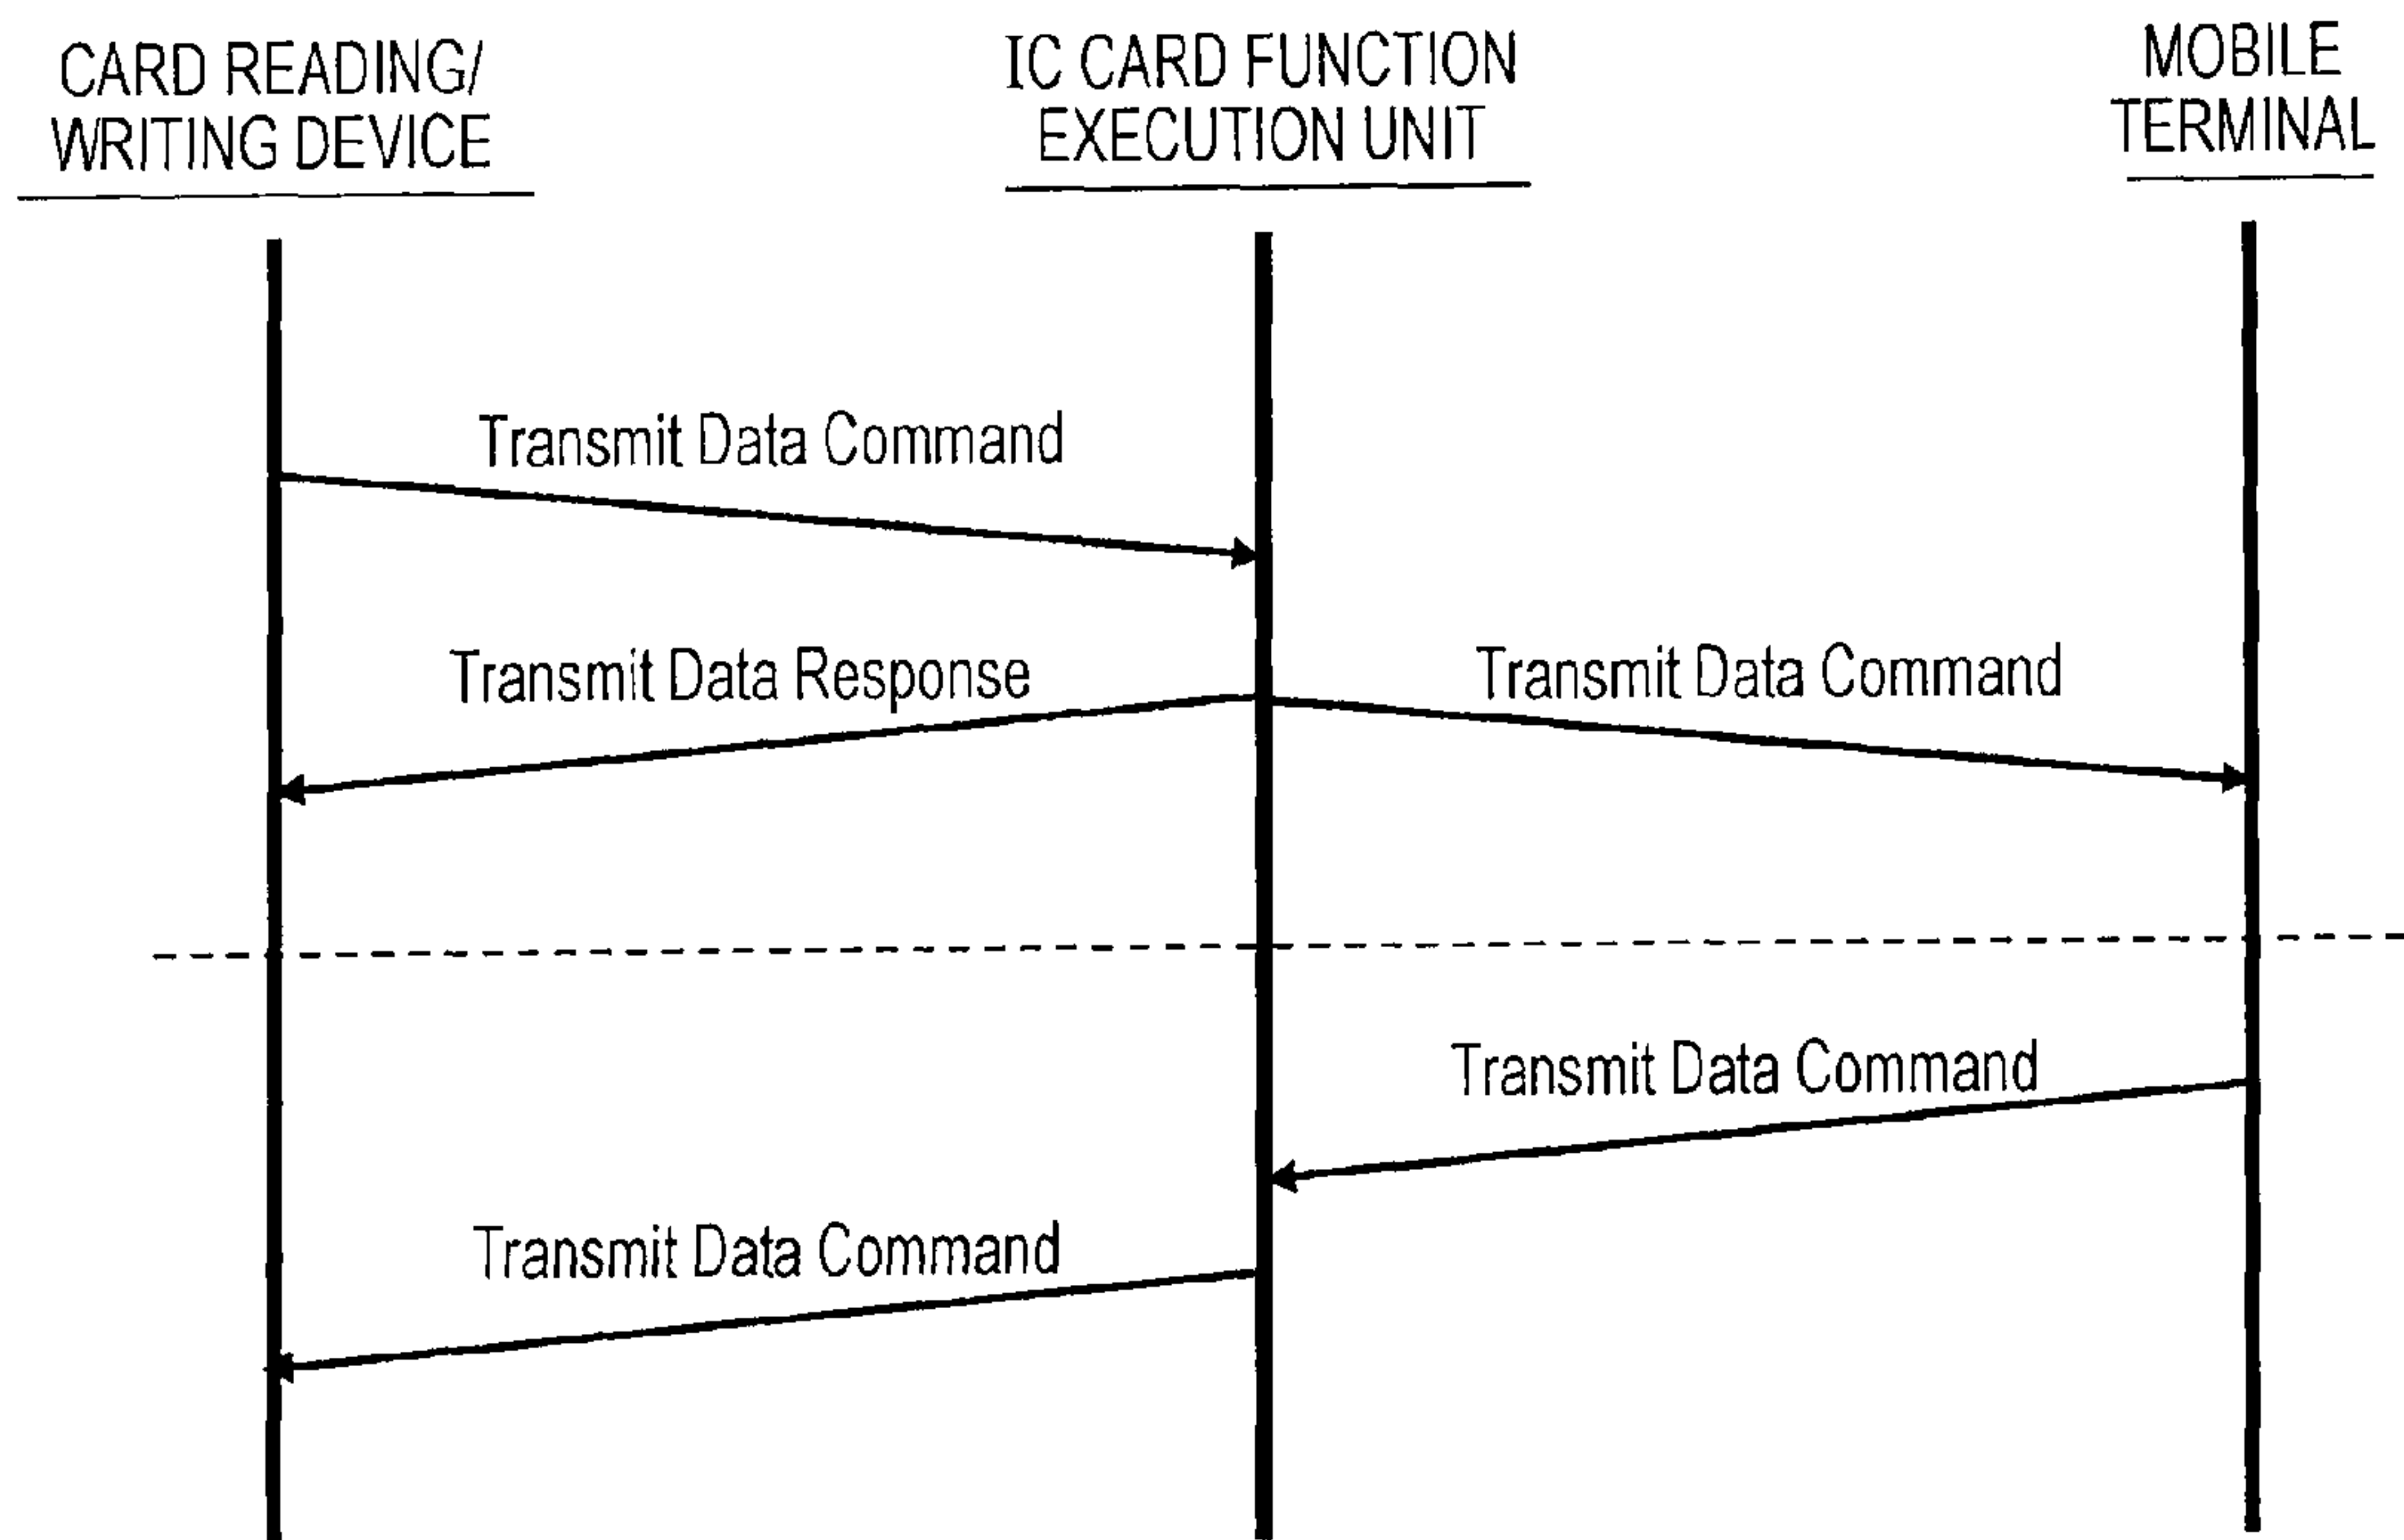 CARD READING/
WRITING DEVICE
IC CARD FUNCTION
EXECUTION UNIT
MOBILE
TERMINAL
Transmit Data Command
Transmit Data Response
Transmit Data Command
Transmit Data Command
Transmit Data Command